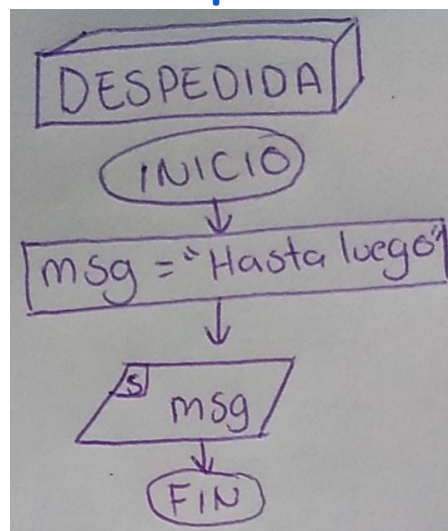 DESPEDIDA
INICIO
msg = "Hasta luego"
S
msg
FIN